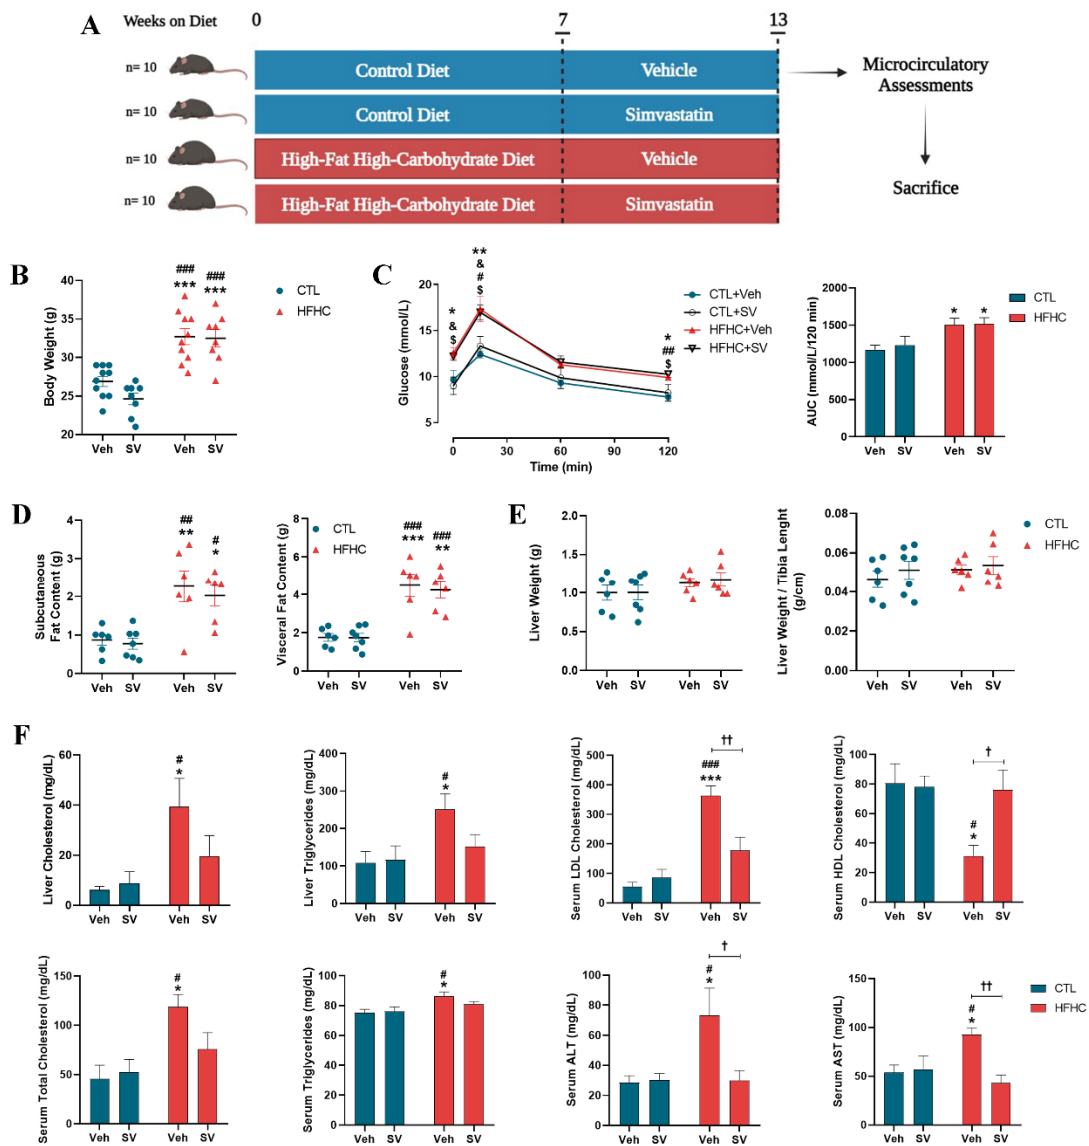 A
Weeks on Diet
0
7
13
n= 10
Control Diet
Vehicle
n= 10
Control Diet
Simvastatin
n= 10
High-Fat High-Carbohydrate Diet
Vehicle
n= 10
High-Fat High-Carbohydrate Diet
Simvastatin
Microcirculatory
Assessments
Sacrifice
B
Body Weight (g)
40
35
30
25
20
###
***
###
***
Veh
SV
Veh
SV
CTL
HFHC
C
Glucose (mmol/L)
20
15
10
5
*
&
$
**
&
#
$
*
##
$
0
30
60
90
120
Time (min)
CTL+Veh
CTL+SV
HFHC+Veh
HFHC+SV
AUC (mmol/L/120 min)
2000
1500
1000
500
0
*
*
Veh
SV
Veh
SV
CTL
HFHC
D
Subcutaneous
Fat Content (g)
4
3
2
1
0
##
**
#
*
Veh
SV
Veh
SV
Visceral Fat Content (g)
8
6
4
2
0
###
***
###
**
Veh
SV
Veh
SV
CTL
HFHC
E
Liver Weight (g)
2.0
1.5
1.0
0.5
0.0
Veh
SV
Veh
SV
Liver Weight / Tibia Lenght
(g/cm)
0.08
0.06
0.04
0.02
0.00
Veh
SV
Veh
SV
CTL
HFHC
F
Liver Cholesterol (mg/dL)
60
40
20
0
#
*
Veh
SV
Veh
SV
Liver Triglycerides (mg/dL)
400
300
200
100
0
#
*
Veh
SV
Veh
SV
Serum LDL Cholesterol (mg/dL)
500
400
300
200
100
0
††
###
***
Veh
SV
Veh
SV
Serum HDL Cholesterol (mg/dL)
100
80
60
40
20
0
†
#
*
Veh
SV
Veh
SV
Serum Total Cholesterol (mg/dL)
150
100
50
0
#
*
Veh
SV
Veh
SV
Serum Triglycerides (mg/dL)
100
80
60
40
20
0
#
*
Veh
SV
Veh
SV
Serum ALT (mg/dL)
100
80
60
40
20
0
†
#
*
Veh
SV
Veh
SV
Serum AST (mg/dL)
150
100
50
0
††
#
*
Veh
SV
Veh
SV
CTL
HFHC